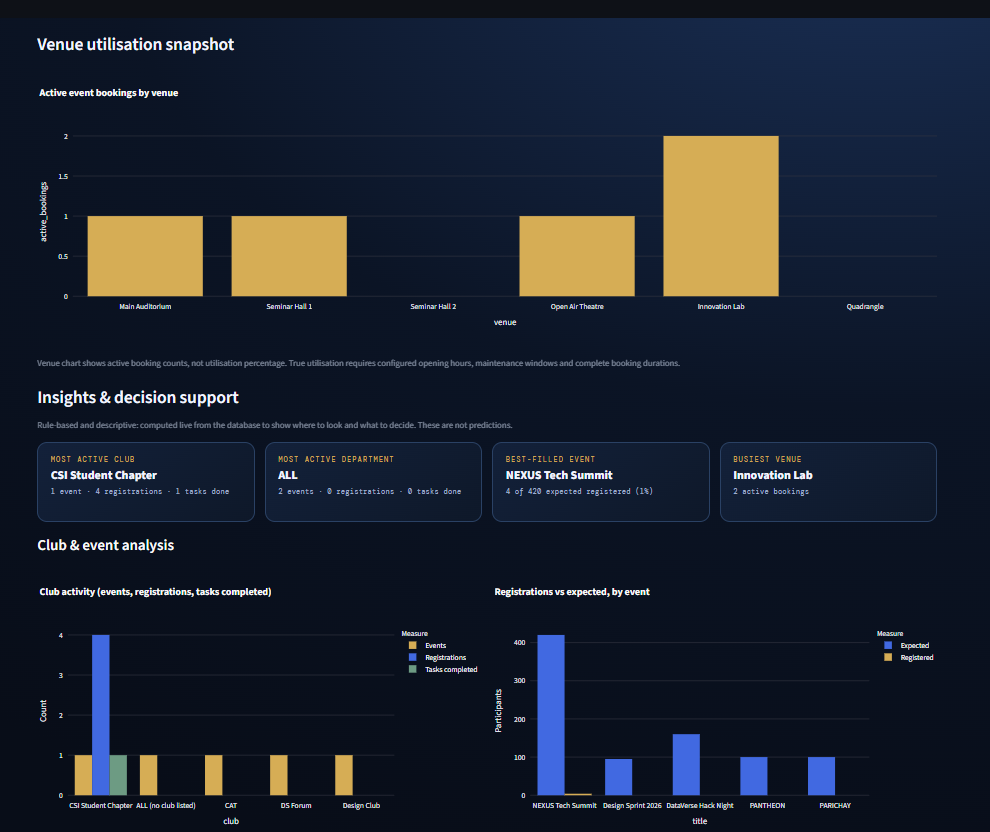 Venue utilisation snapshot
Active event bookings by venue
2
1.5
1
0.5
0
active_bookings
Main Auditorium
Seminar Hall 1
Seminar Hall 2
Open Air Theatre
Innovation Lab
Quadrangle
venue
Venue chart shows active booking counts, not utilisation percentage. True utilisation requires configured opening hours, maintenance windows and complete booking durations.
Insights & decision support
Rule-based and descriptive: computed live from the database to show where to look and what to decide. These are not predictions.
MOST ACTIVE CLUB
CSI Student Chapter
1 event · 4 registrations · 1 tasks done
MOST ACTIVE DEPARTMENT
ALL
2 events · 0 registrations · 0 tasks done
BEST-FILLED EVENT
NEXUS Tech Summit
4 of 420 expected registered (1%)
BUSIEST VENUE
Innovation Lab
2 active bookings
Club & event analysis
Club activity (events, registrations, tasks completed)
4
3
2
1
0
Count
CSI Student Chapter
ALL (no club listed)
CAT
DS Forum
Design Club
club
Measure
Events
Registrations
Tasks completed
Registrations vs expected, by event
400
300
200
100
0
Participants
NEXUS Tech Summit
Design Sprint 2026
DataVerse Hack Night
PANTHEON
PARICHAY
title
Measure
Expected
Registered